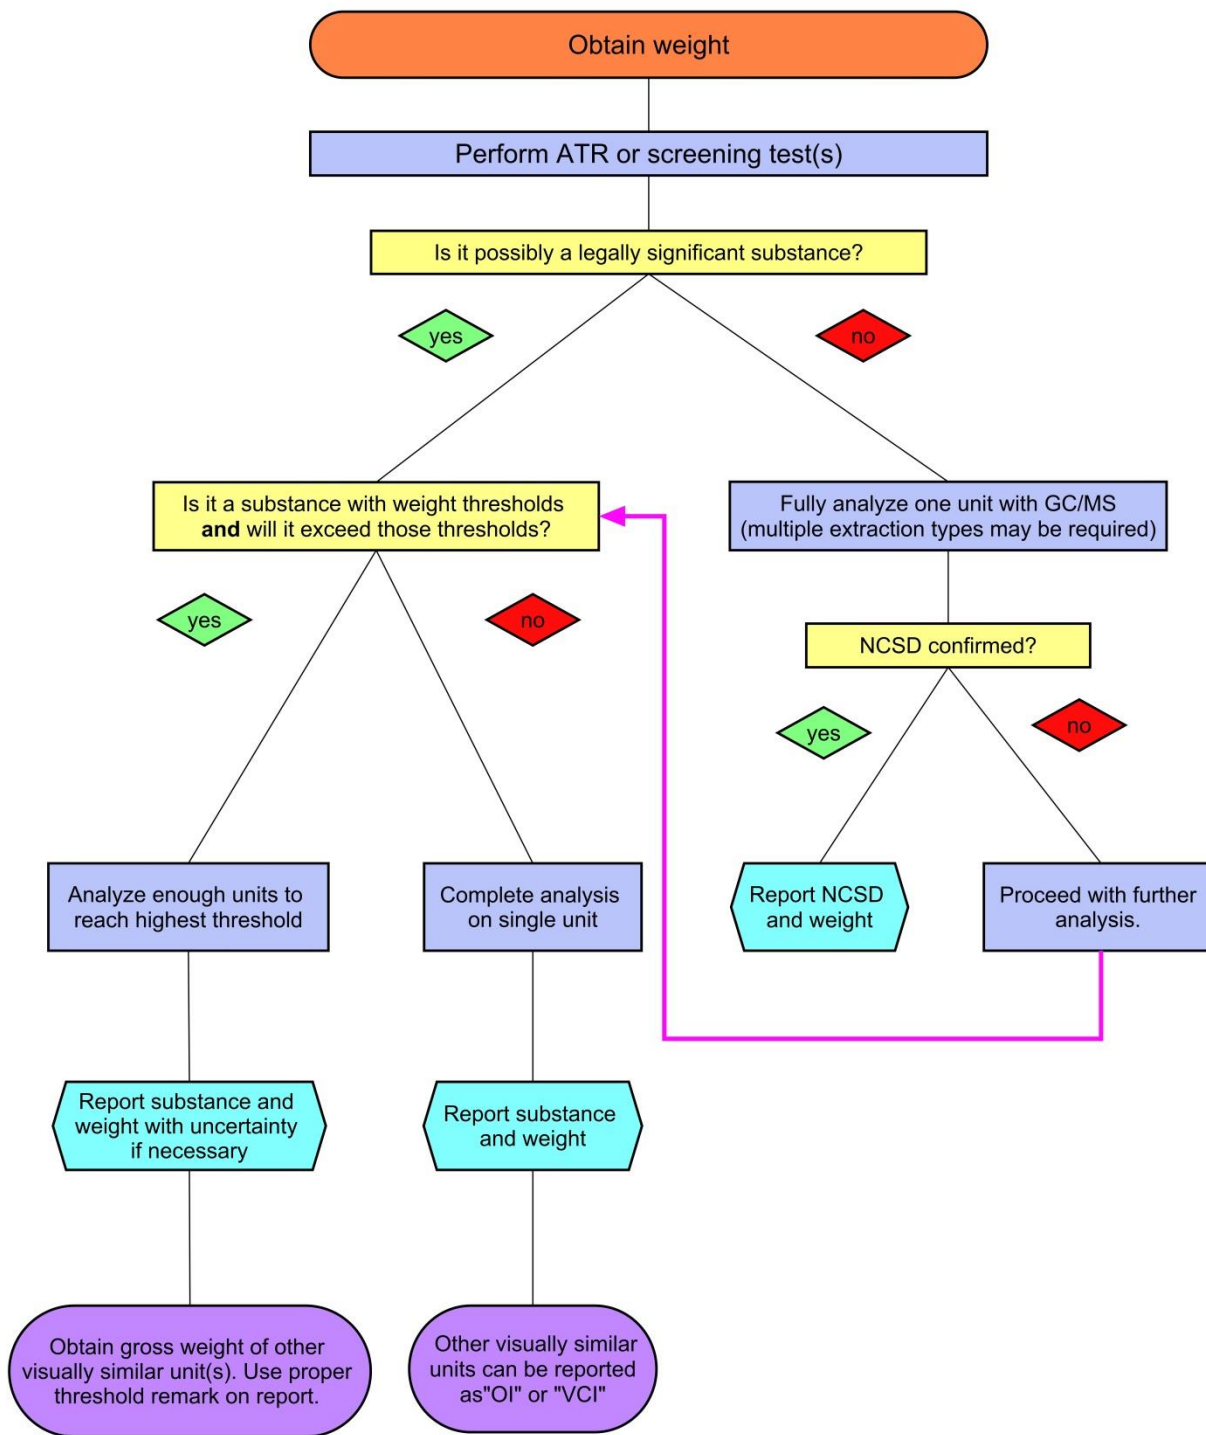 Obtain weight
Perform ATR or screening test(s)
Is it possibly a legally significant substance?
yes
no
Is it a substance with weight thresholds
and will it exceed those thresholds?
Fully analyze one unit with GC/MS
(multiple extraction types may be required)
yes
no
NCSD confirmed?
yes
no
Analyze enough units to
reach highest threshold
Complete analysis
on single unit
Report NCSD
and weight
Proceed with further
analysis.
Report substance and
weight with uncertainty
if necessary
Report substance
and weight
Obtain gross weight of other
visually similar unit(s). Use proper
threshold remark on report.
Other visually similar
units can be reported
as"OI" or "VCI"